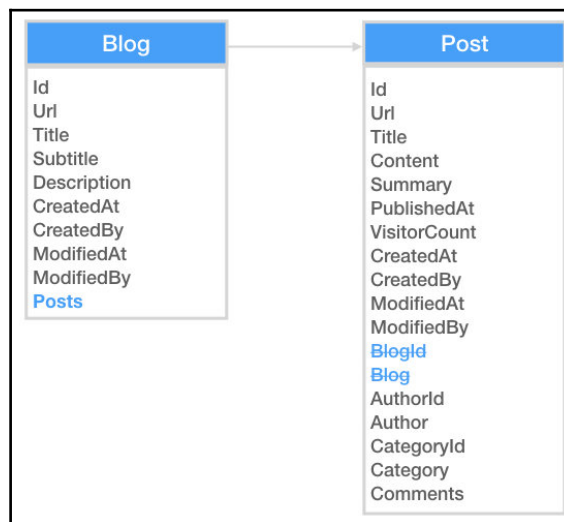 Blog
Id
Url
Title
Subtitle
Description
CreatedAt
CreatedBy
ModifiedAt
ModifiedBy
Posts
Post
Id
Url
Title
Content
Summary
PublishedAt
VisitorCount
CreatedAt
CreatedBy
ModifiedAt
ModifiedBy
BlogId
Blog
AuthorId
Author
CategoryId
Category
Comments